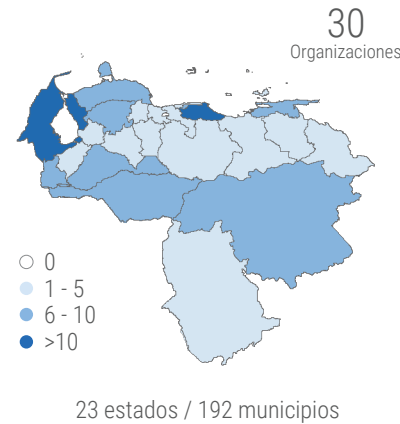 30
Organizaciones
0
1 - 5
6 - 10
>10
23 estados / 192 municipios